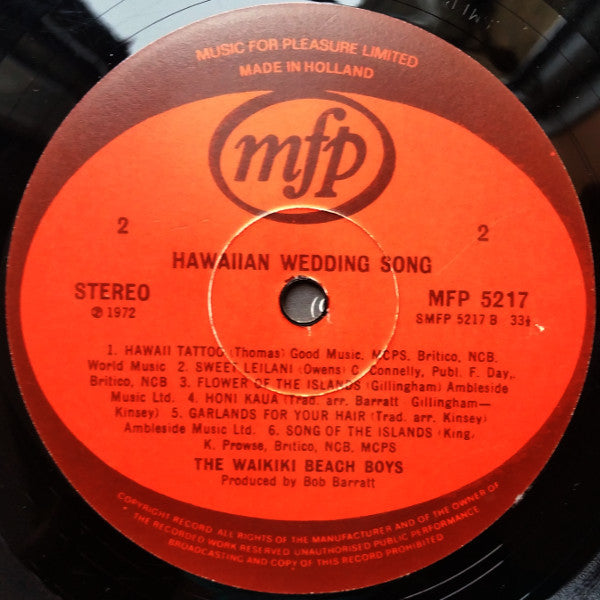 MUSIC FOR PLEASURE LIMITED
MADE IN HOLLAND
mfp
2
2
HAWAIIAN WEDDING SONG
STEREO
MFP 5217
℗ 1972
SMFP 5217 B 33⅓
1. HAWAII TATTOO (Thomas) Good Music, MCPS. Britico, NCB.
World Music 2. SWEET LEILANI (Owens) C. Connelly, Publ. F. Day,
Britico, NCB 3. FLOWER OF THE ISLANDS (Gillingham) Ambleside
Music Ltd. 4. HONI KAUA (Trad. arr. Barratt Gillingham—
Kinsey) 5. GARLANDS FOR YOUR HAIR (Trad. arr. Kinsey)
Ambleside Music Ltd. 6. SONG OF THE ISLANDS (King,
K. Prowse, Britico, NCB. MCPS
THE WAIKIKI BEACH BOYS
Produced by Bob Barratt
COPYRIGHT RECORD ALL RIGHTS OF THE MANUFACTURER AND OF THE OWNER OF
THE RECORDED WORK RESERVED UNAUTHORISED PUBLIC PERFORMANCE
BROADCASTING AND COPY OF THIS RECORD PROHIBITED